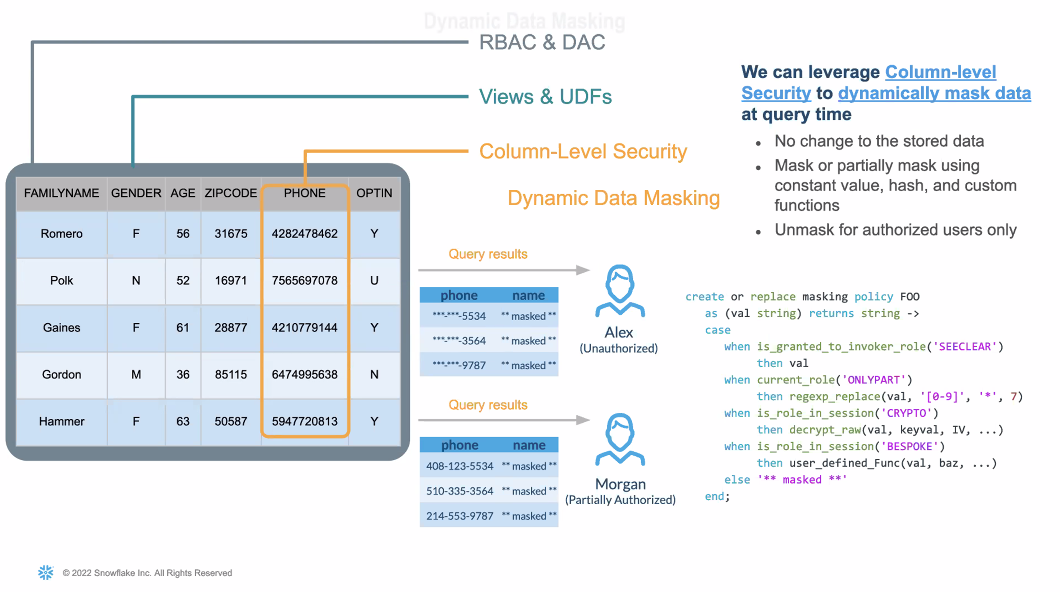 Dynamic Data Masking
RBAC & DAC
Views & UDFs
Column-Level Security
Dynamic Data Masking
FAMILYNAME GENDER AGE ZIPCODE PHONE OPTIN
Romero F 56 31675 4282478462 Y
Polk N 52 16971 7565697078 U
Gaines F 61 28877 4210779144 Y
Gordon M 36 85115 6474995638 N
Hammer F 63 50587 5947720813 Y
Query results
phone name
***-***-5534 ** masked **
***-***-3564 ** masked **
***-***-9787 ** masked **
Alex
(Unauthorized)
Query results
phone name
408-123-5534 ** masked **
510-335-3564 ** masked **
214-553-9787 ** masked **
Morgan
(Partially Authorized)
We can leverage Column-level
Security to dynamically mask data
at query time
• No change to the stored data
• Mask or partially mask using
constant value, hash, and custom
functions
• Unmask for authorized users only
create or replace masking policy FOO
as (val string) returns string ->
case
when is_granted_to_invoker_role('SEECLEAR')
then val
when current_role('ONLYPART')
then regexp_replace(val, '[0-9]', '*', 7)
when is_role_in_session('CRYPTO')
then decrypt_raw(val, keyval, IV, ...)
when is_role_in_session('BESPOKE')
then user_defined_Func(val, baz, ...)
else '** masked **'
end;
© 2022 Snowflake Inc. All Rights Reserved